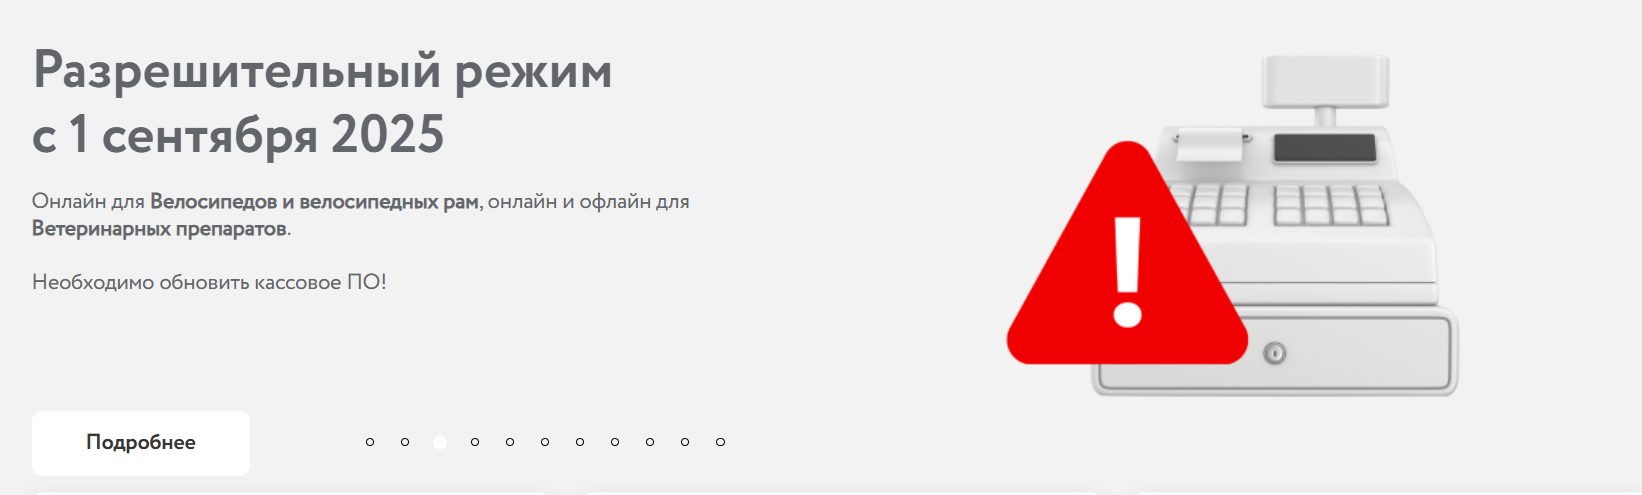 Разрешительный режим
с 1 сентября 2025
Онлайн для Велосипедов и велосипедных рам, онлайн и офлайн для
Ветеринарных препаратов.
Необходимо обновить кассовое ПО!
Подробнее